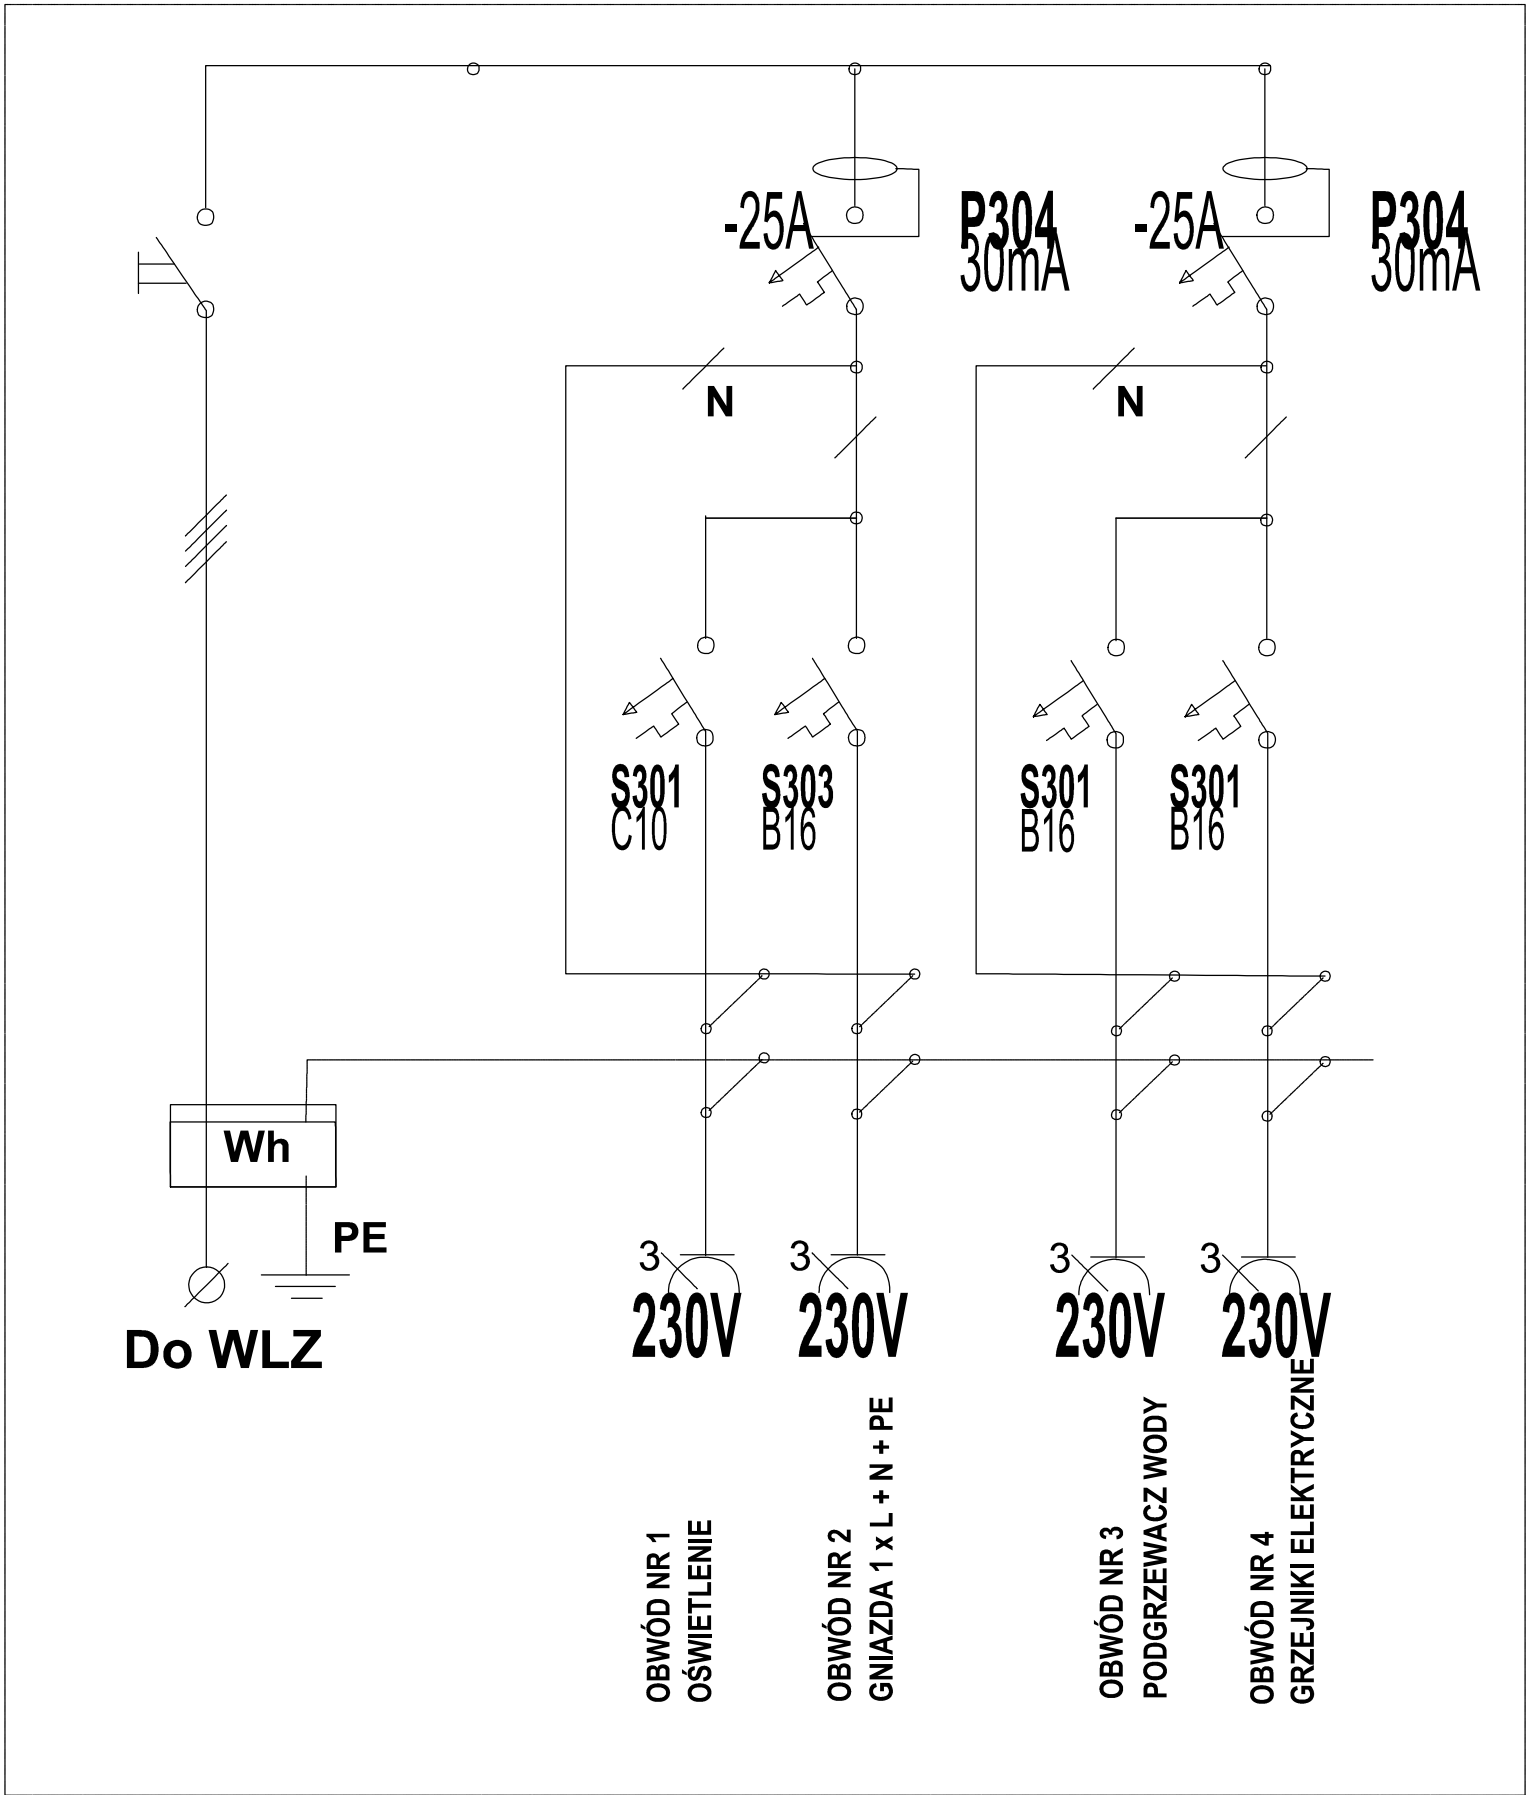 -25A
P304
30mA
-25A
P304
30mA
N
N
S301
C10
S303
B16
S301
B16
S301
B16
Wh
PE
Do WLZ
3
230V
3
230V
3
230V
3
230V
OBWÓD NR 1
OŚWIETLENIE
OBWÓD NR 2
GNIAZDA 1 x L + N + PE
OBWÓD NR 3
PODGRZEWACZ WODY
OBWÓD NR 4
GRZEJNIKI ELEKTRYCZNE